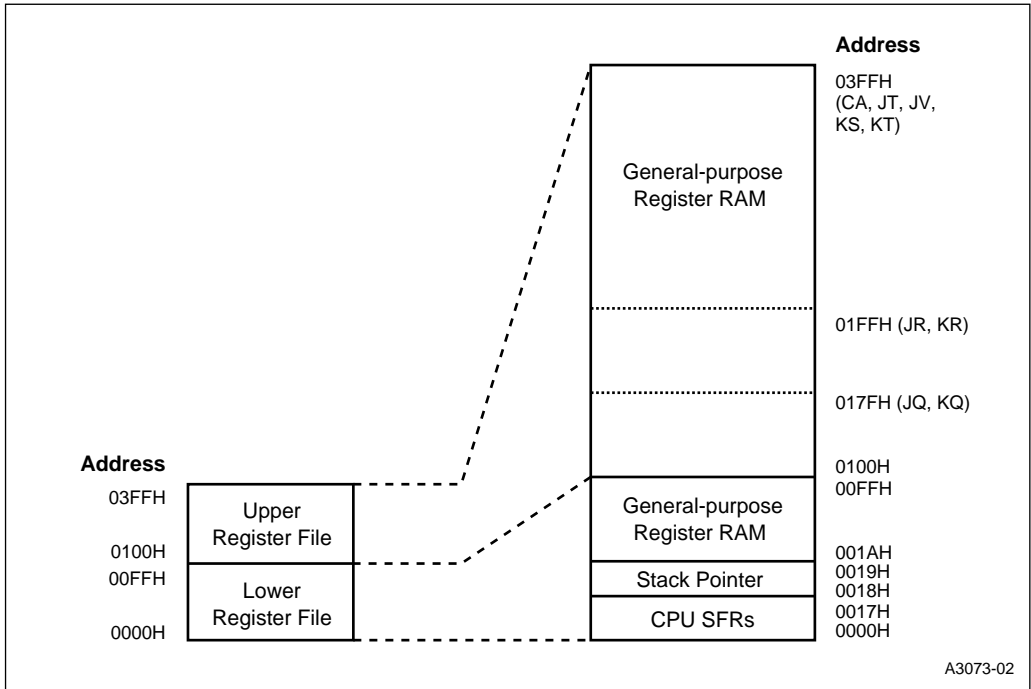 Address
03FFH
(CA, JT, JV,
KS, KT)
General-purpose
Register RAM
01FFH (JR, KR)
017FH (JQ, KQ)
0100H
Address
03FFH
Upper
Register File
0100H
00FFH
Lower
Register File
0000H
00FFH
General-purpose
Register RAM
001AH
0019H
Stack Pointer
0018H
0017H
CPU SFRs
0000H
A3073-02